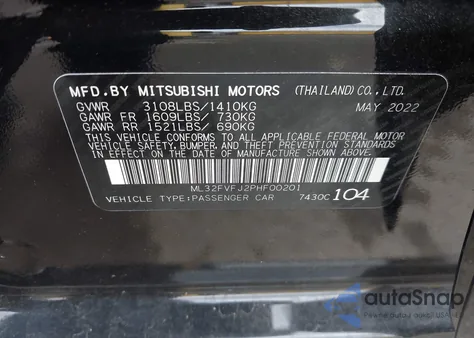 MFD.BY MITSUBISHI MOTORS (THAILAND) CO., LTD.
GVWR 3108LBS/1410KG MAY 2022
GAWR FR 1609LBS/ 730KG
GAWR RR 1521LBS/ 690KG
THIS VEHICLE CONFORMS TO ALL APPLICABLE FEDERAL MOTOR
VEHICLE SAFETY, BUMPER, AND THEFT PREVENTION STANDARDS
IN EFFECT ON THE DATE OF MANUFACTURE SHOWN ABOVE.
ML32FVFJ2PHF00201
VEHICLE TYPE:PASSENGER CAR 7430C 104
autoSnap